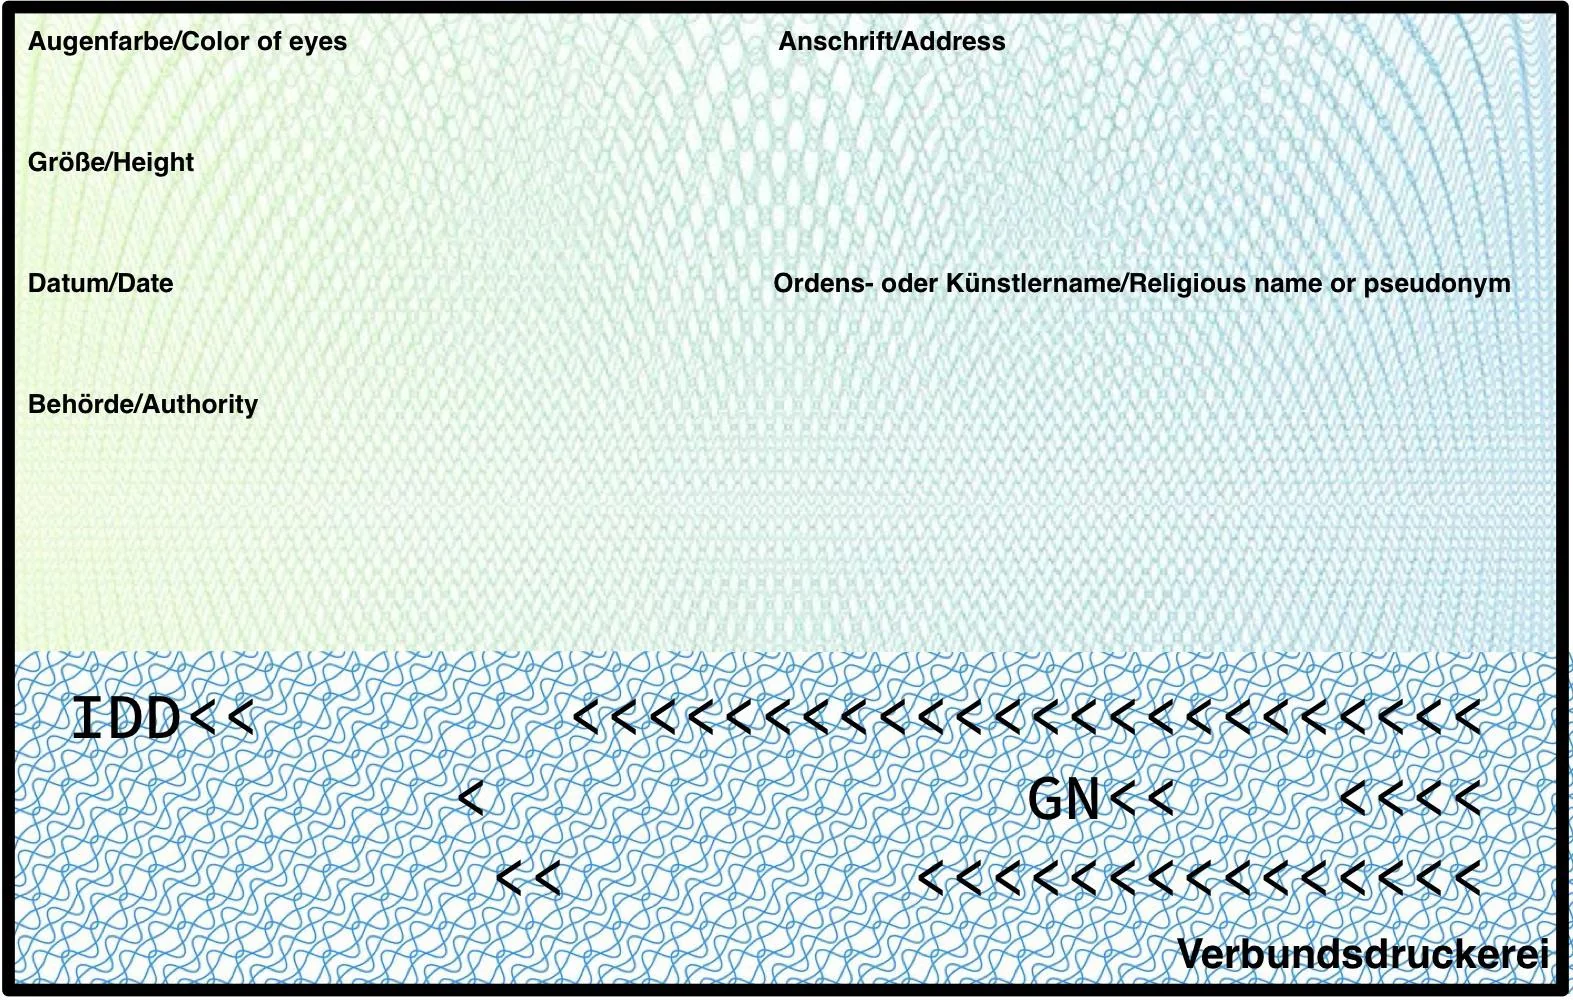 Augenfarbe/Color of eyes
Anschrift/Address
Größe/Height
Datum/Date
Ordens- oder Künstlername/Religious name or pseudonym
Behörde/Authority
IDD<< <<<<<<<<<<<<<<<<<<<<<<<<
< GN<< <<<<
<< <<<<<<<<<<<<<<<
Verbundsdruckerei